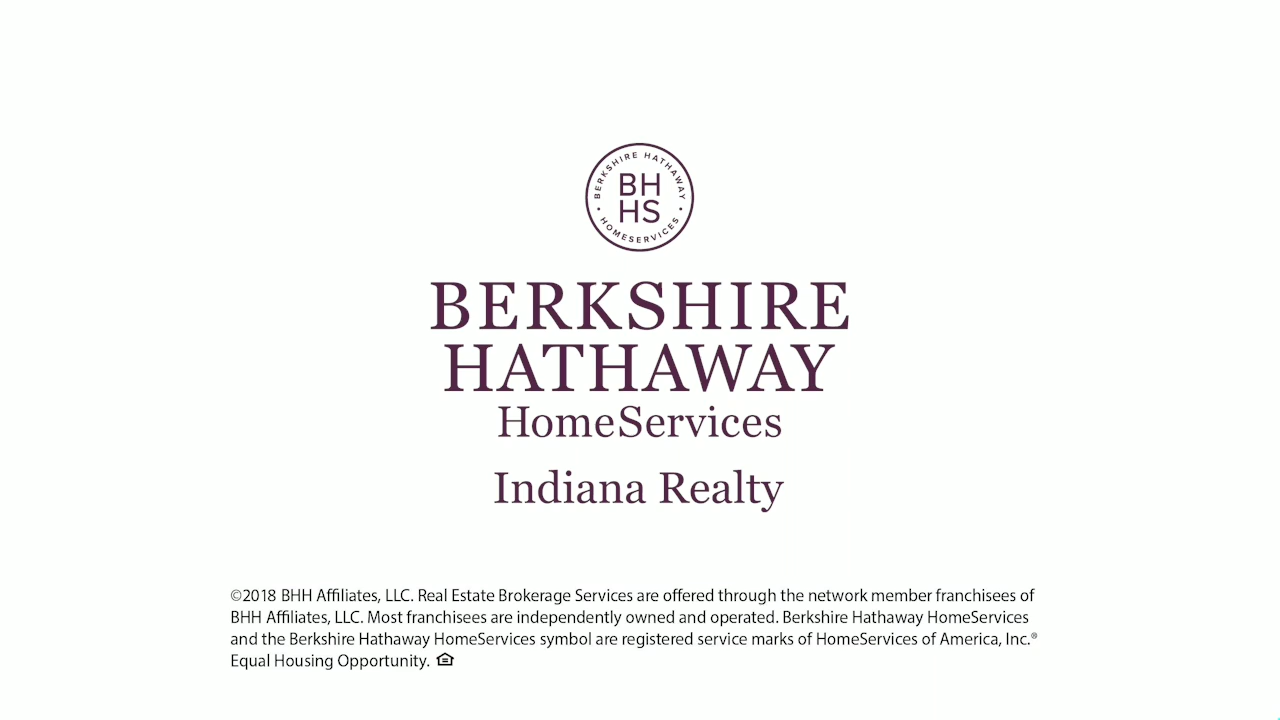 BERKSHIRE HATHAWAY
BH
HS
• HOMESERVICES •
BERKSHIRE
HATHAWAY
HomeServices
Indiana Realty
©2018 BHH Affiliates, LLC. Real Estate Brokerage Services are offered through the network member franchisees of
BHH Affiliates, LLC. Most franchisees are independently owned and operated. Berkshire Hathaway HomeServices
and the Berkshire Hathaway HomeServices symbol are registered service marks of HomeServices of America, Inc.®
Equal Housing Opportunity.